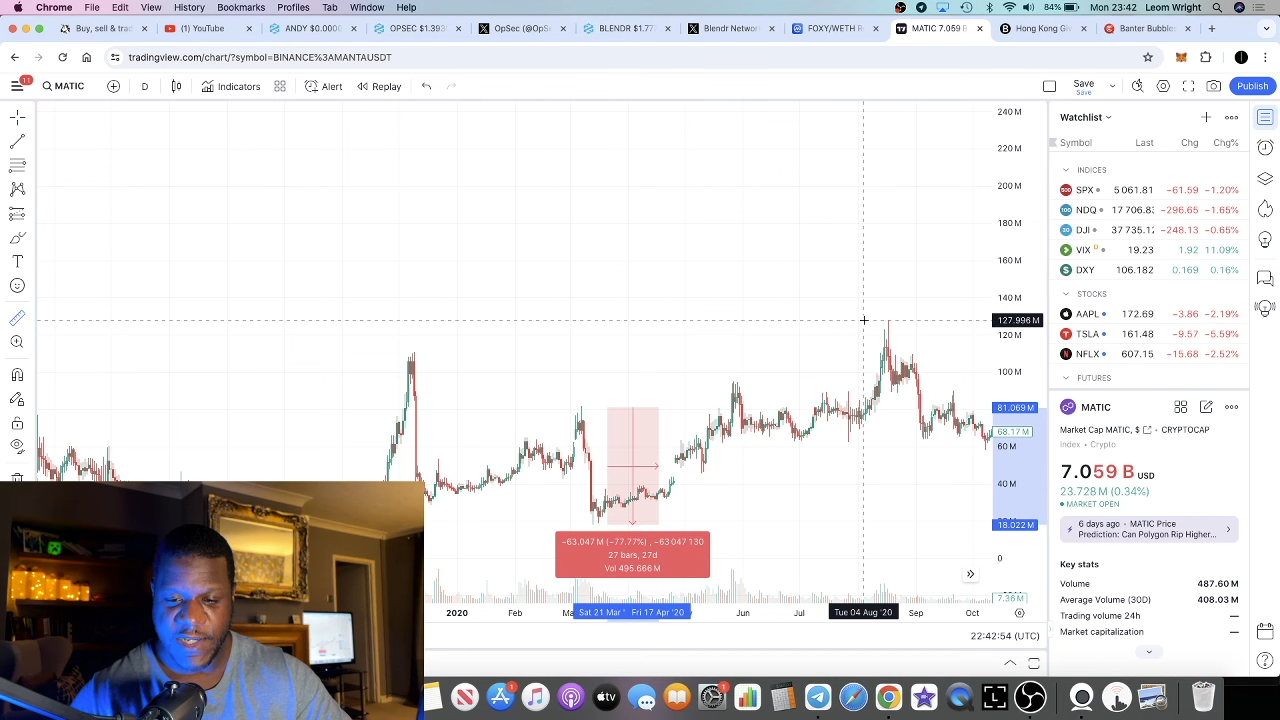 Chrome File Edit View History Bookmarks Profiles Tab Window Help
84% Mon 23:42 Leom Wright
Buy, sell & trad
(1) YouTube
ANDY $0.0000
OPSEC $1.393
OpSec (@OpS
BLENDR $1.77
Blendr Network
FOXY/WETH R
MATIC 7.059 B
Hong Kong Gi
Banter Bubbles
tradingview.com/chart/?symbol=BINANCE%3AMANTAUSDT
11
MATIC
D
Indicators
Alert
Replay
Save
Save
Publish
240 M
220 M
200 M
180 M
160 M
140 M
127.996 M
120 M
100 M
81.069 M
68.17 M
60 M
40 M
18.022 M
0
7.36 M
−63.047 M (−77.77%) , −63 047 130
27 bars, 27d
Vol 495.666 M
2020
Feb
Sat 21 Mar '
Fri 17 Apr '20
Jun
Jul
Tue 04 Aug '20
Sep
Oct
22:42:54 (UTC)
Watchlist
Symbol Last Chg Chg%
INDICES
SPX 5 061.81 −61.59 −1.20%
NDQ 17 706.83 −296.65 −1.65%
DJI 37 735.12 −248.13 −0.65%
VIX D 19.23 1.92 11.09%
DXY 106.182 0.169 0.16%
STOCKS
AAPL 172.69 −3.86 −2.19%
TSLA 161.48 −9.57 −5.59%
NFLX 607.15 −15.68 −2.52%
FUTURES
MATIC
Market Cap MATIC, $ CRYPTOCAP
Index Crypto
7.059 B USD
23.728 M (0.34%)
MARKET OPEN
6 days ago MATIC Price
Prediction: Can Polygon Rip Higher...
Key stats
Volume 487.60 M
Average Volume (30D) 408.03 M
Trading volume 24h —
Market capitalization —